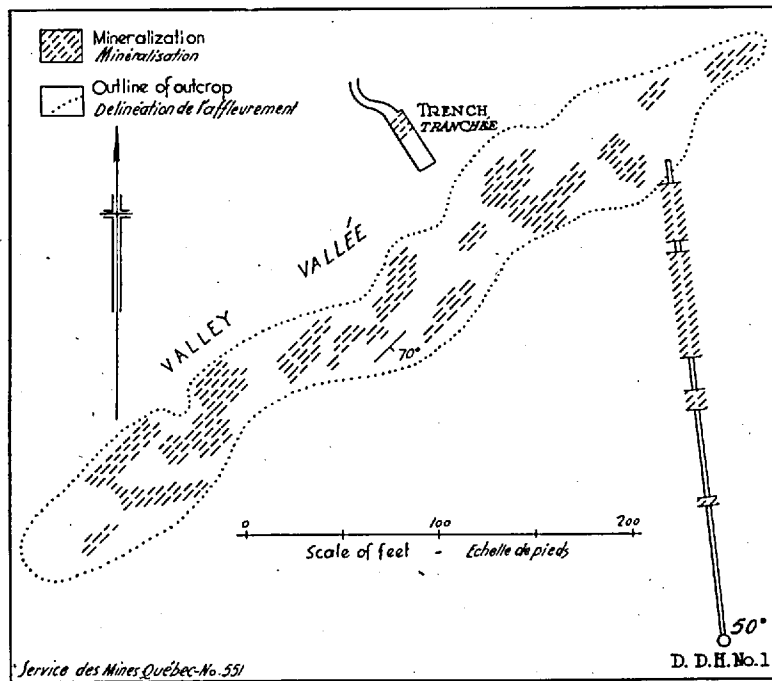 Mineralization
Minéralisation
Outline of outcrop
Délinéation de l'affleurement
TRENCH
TRANCHÉE
VALLEY
VALLÉE
70°
0 100 200
Scale of feet - Echelle de pieds
50°
D. D. H. No. 1
Service des Mines Québec-No. 551